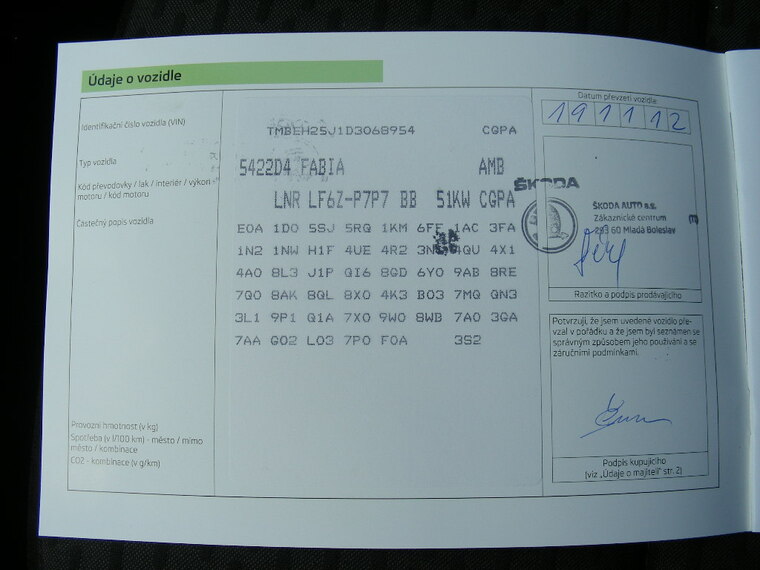 Údaje o vozidle
Identifikační číslo vozidla (VIN)
TMBEH25J1D3068954 CGPA
Typ vozidla
5422D4 FABIA AMB
Kód převodovky / lak / interiér / výkon motoru / kód motoru
LNR LF6Z-P7P7 BB 51KW CGPA
Částečný popis vozidla
E0A 1D0 5SJ 5RQ 1KM 6FF 1AC 3FA
1N2 1NW H1F 4UE 4R2 4QU 4X1
4A0 8L3 J1P QI6 8GD 6Y0 9AB 8RE
7Q0 8AK 8QL 8X0 4K3 B03 7MQ QN3
3L1 9P1 Q1A 7X0 9W0 8WB 7A0 3GA
7AA G02 L03 7P0 F0A 3S2
Provozní hmotnost (v kg)
Spotřeba (v l/100 km) - město / mimo
město / kombinace
CO2 - kombinace (v g/km)
Datum převzetí vozidla
191112
ŠKODA
ŠKODA AUTO a.s.
Zákaznické centrum
293 60 Mladá Boleslav
Razítko a podpis prodávajícího
Potvrzuji, že jsem uvedené vozidlo pře-
vzal v pořádku a že jsem byl seznámen se
správným způsobem jeho používání a se
záručními podmínkami.
Podpis kupujícího
(viz „Údaje o majiteli" str. 2)